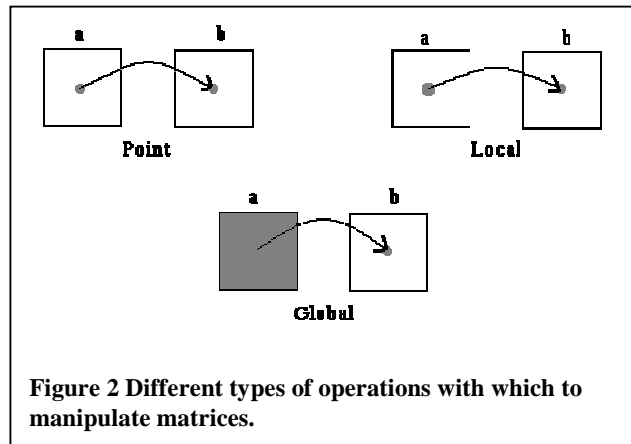 a b a b
Point Local
a b
Global
Figure 2 Different types of operations with which to
manipulate matrices.